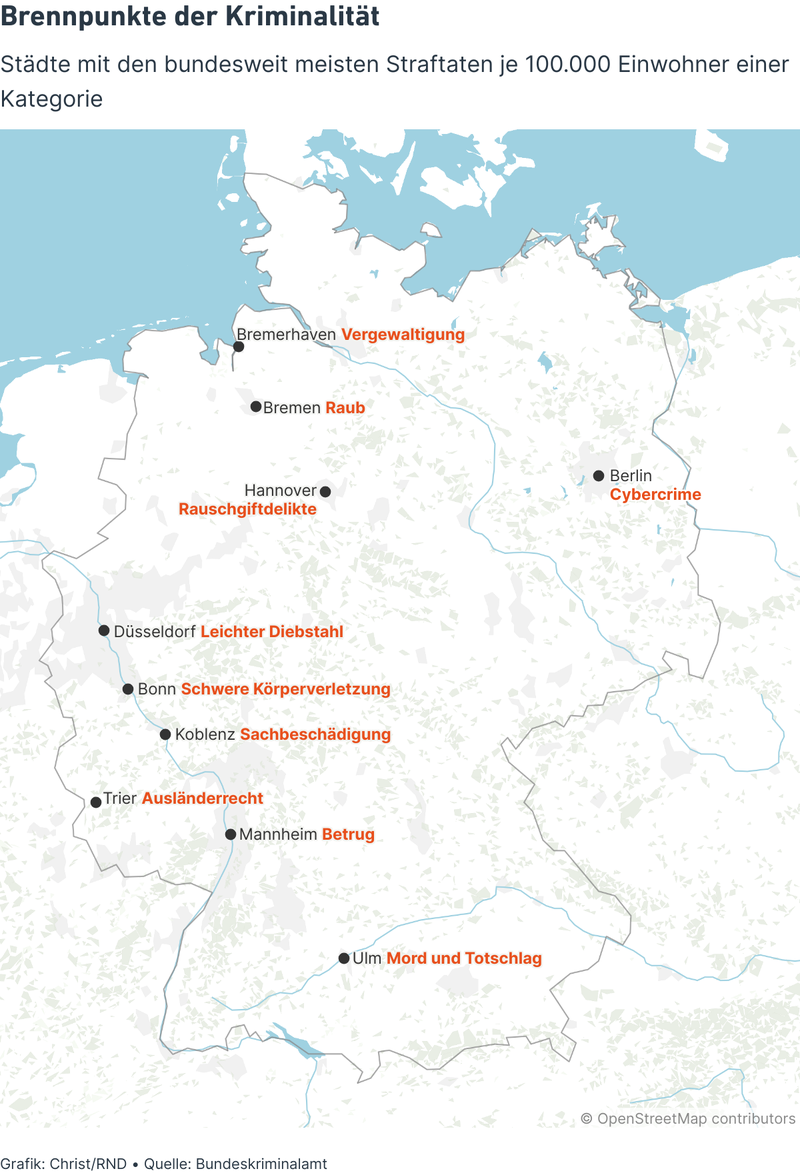 Brennpunkte der Kriminalität
Städte mit den bundesweit meisten Straftaten je 100.000 Einwohner einer
Kategorie
Bremerhaven Vergewaltigung
Bremen Raub
Hannover
Rauschgiftdelikte
Berlin
Cybercrime
Düsseldorf Leichter Diebstahl
Bonn Schwere Körperverletzung
Koblenz Sachbeschädigung
Trier Ausländerrecht
Mannheim Betrug
Ulm Mord und Totschlag
© OpenStreetMap contributors
Grafik: Christ/RND • Quelle: Bundeskriminalamt